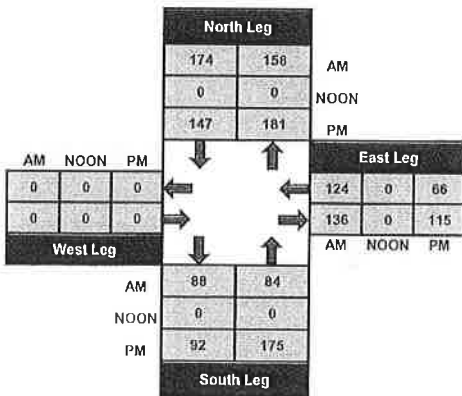 North Leg
174 158 AM
0 0 NOON
147 181 PM
AM NOON PM
East Leg
0 0 0
124 0 66
0 0 0
136 0 115
West Leg
AM NOON PM
AM 88 84
NOON 0 0
PM 92 175
South Leg